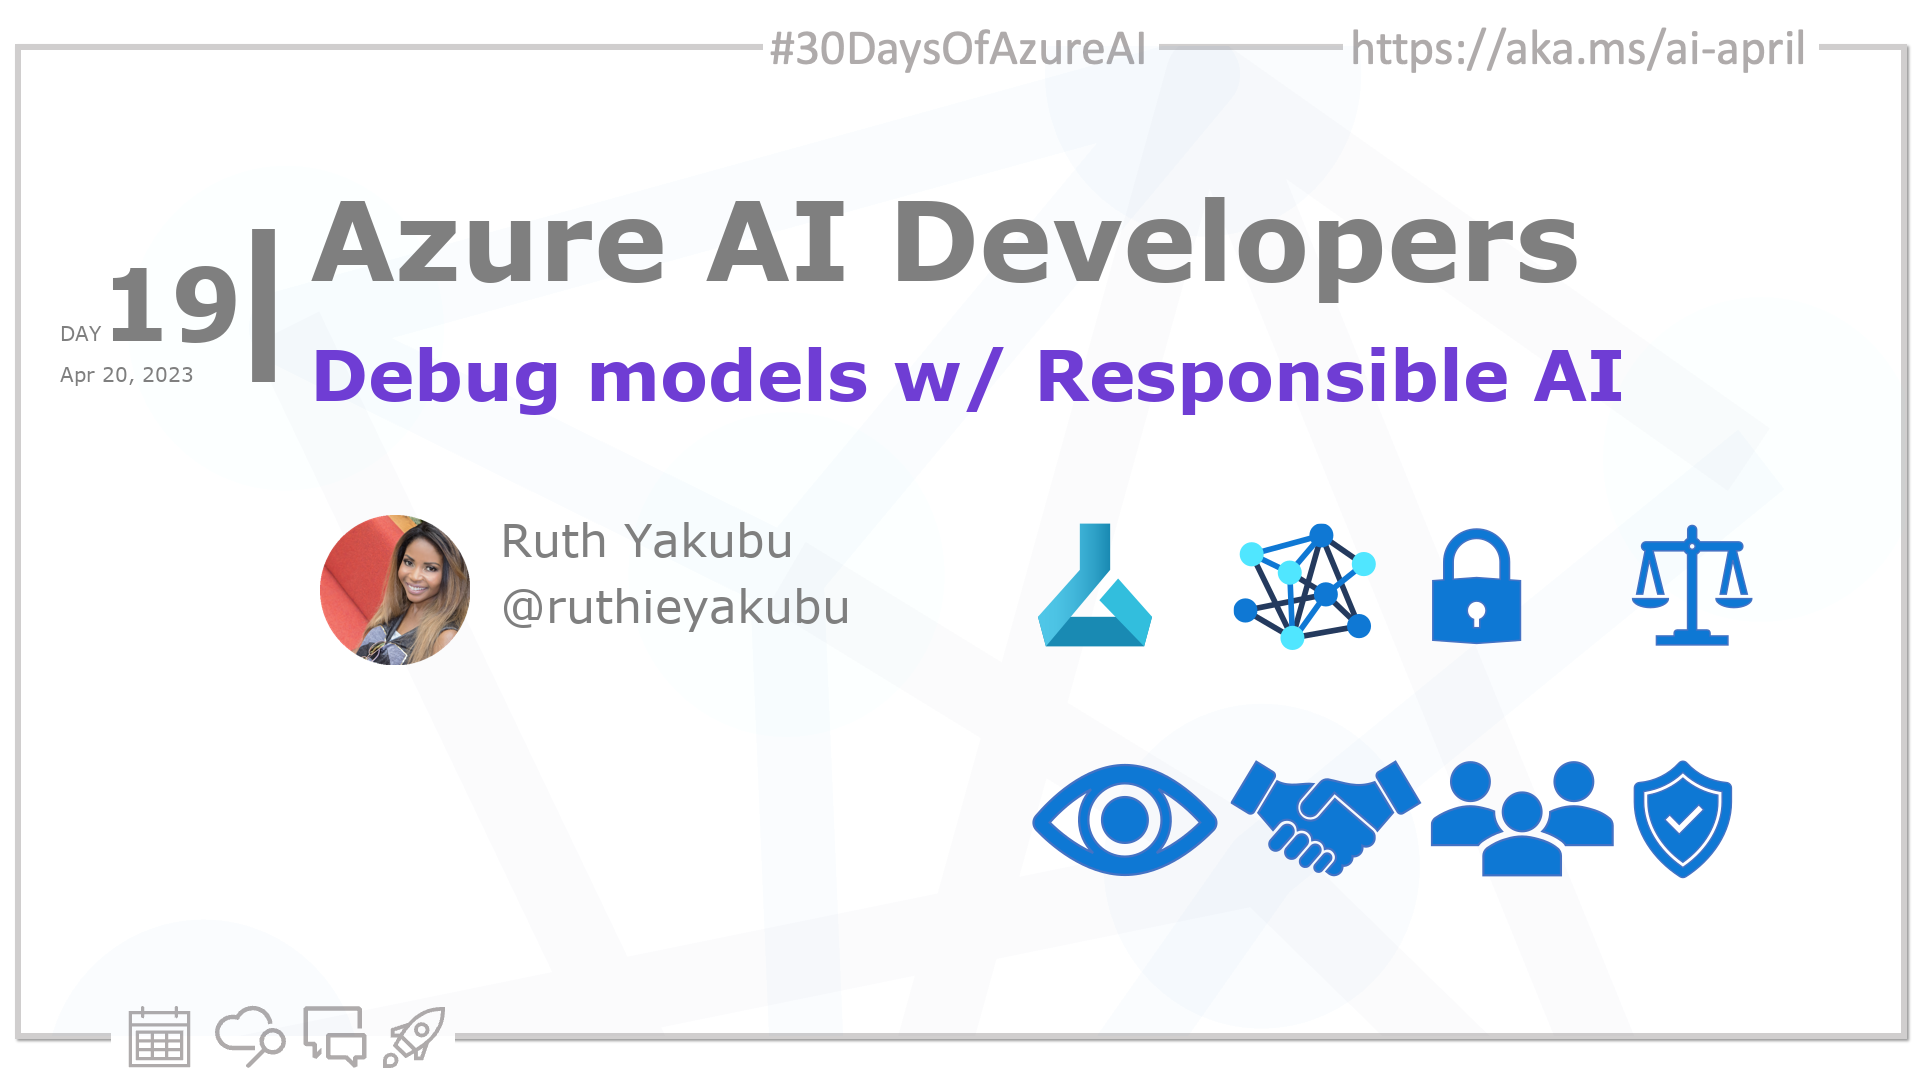 #30DaysOfAzureAI
https://aka.ms/ai-april
Azure AI Developers
DAY 19
Apr 20, 2023
Debug models w/ Responsible AI
Ruth Yakubu
@ruthieyakubu